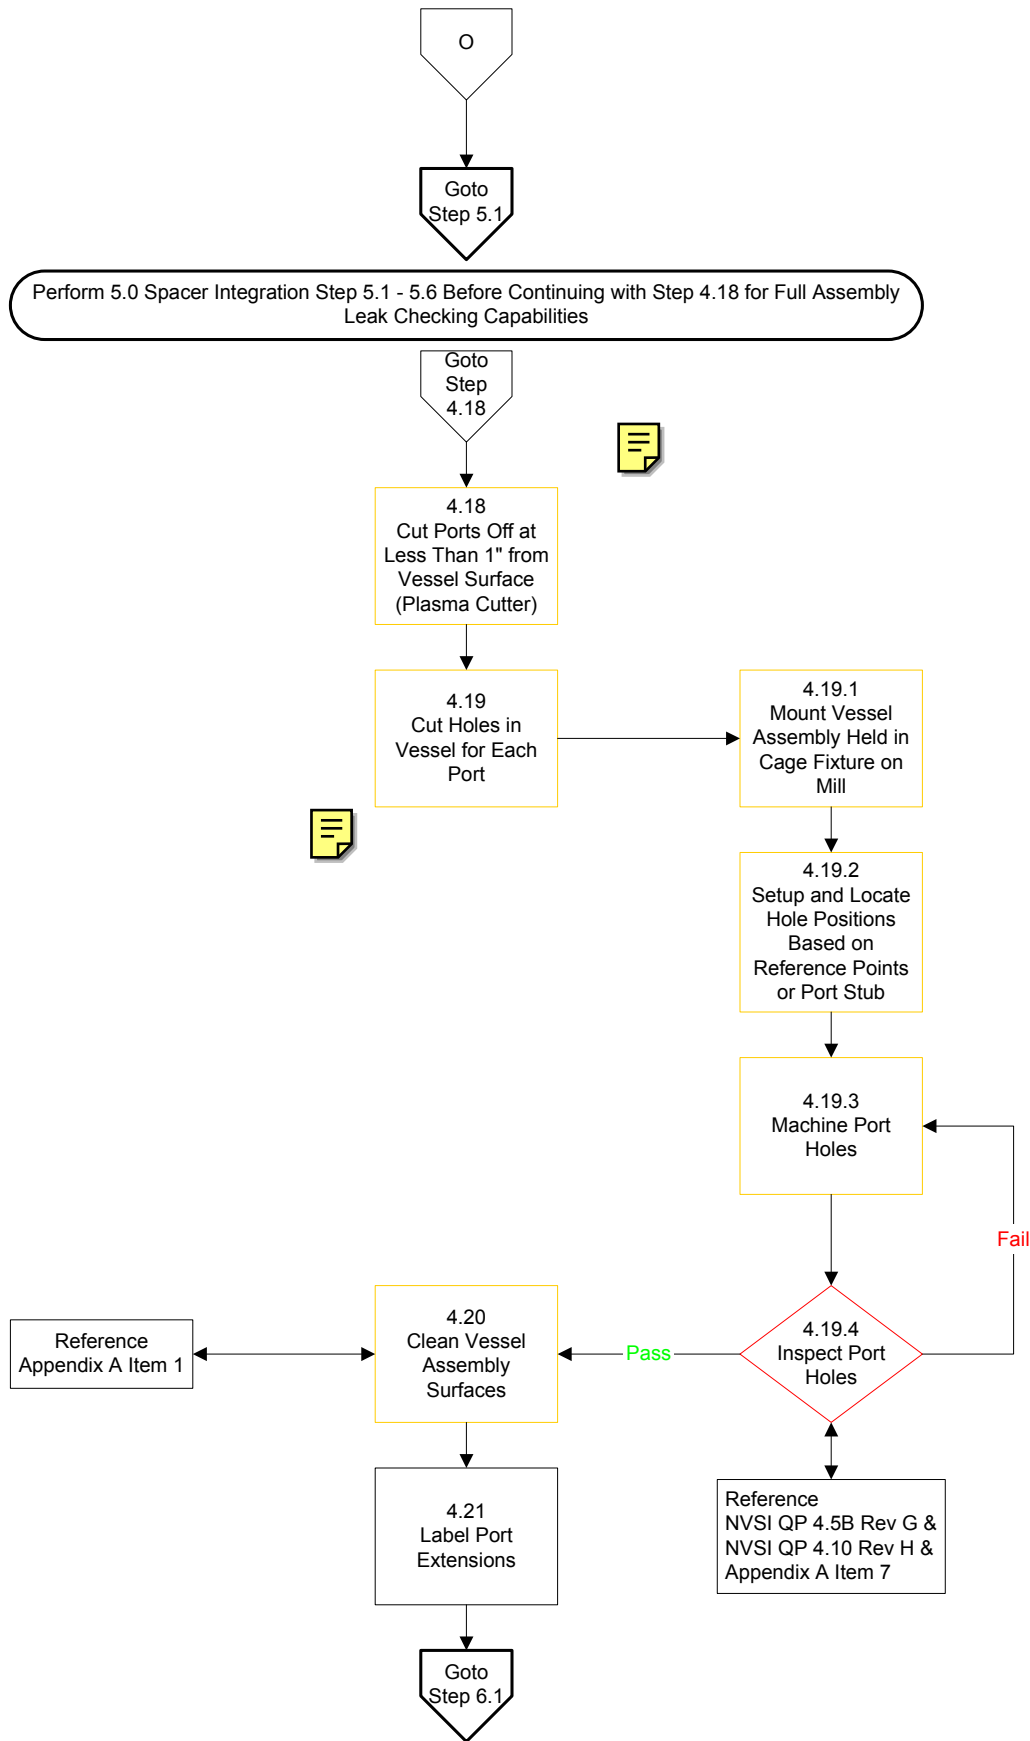 O
Goto
Step 5.1
Perform 5.0 Spacer Integration Step 5.1 - 5.6 Before Continuing with Step 4.18 for Full Assembly
Leak Checking Capabilities
Goto
Step
4.18
4.18
Cut Ports Off at
Less Than 1" from
Vessel Surface
(Plasma Cutter)
4.19
Cut Holes in
Vessel for Each
Port
4.19.1
Mount Vessel
Assembly Held in
Cage Fixture on
Mill
4.19.2
Setup and Locate
Hole Positions
Based on
Reference Points
or Port Stub
4.19.3
Machine Port
Holes
Fail
4.19.4
Inspect Port
Holes
Pass
4.20
Clean Vessel
Assembly
Surfaces
Reference
Appendix A Item 1
Reference
NVSI QP 4.5B Rev G &
NVSI QP 4.10 Rev H &
Appendix A Item 7
4.21
Label Port
Extensions
Goto
Step 6.1